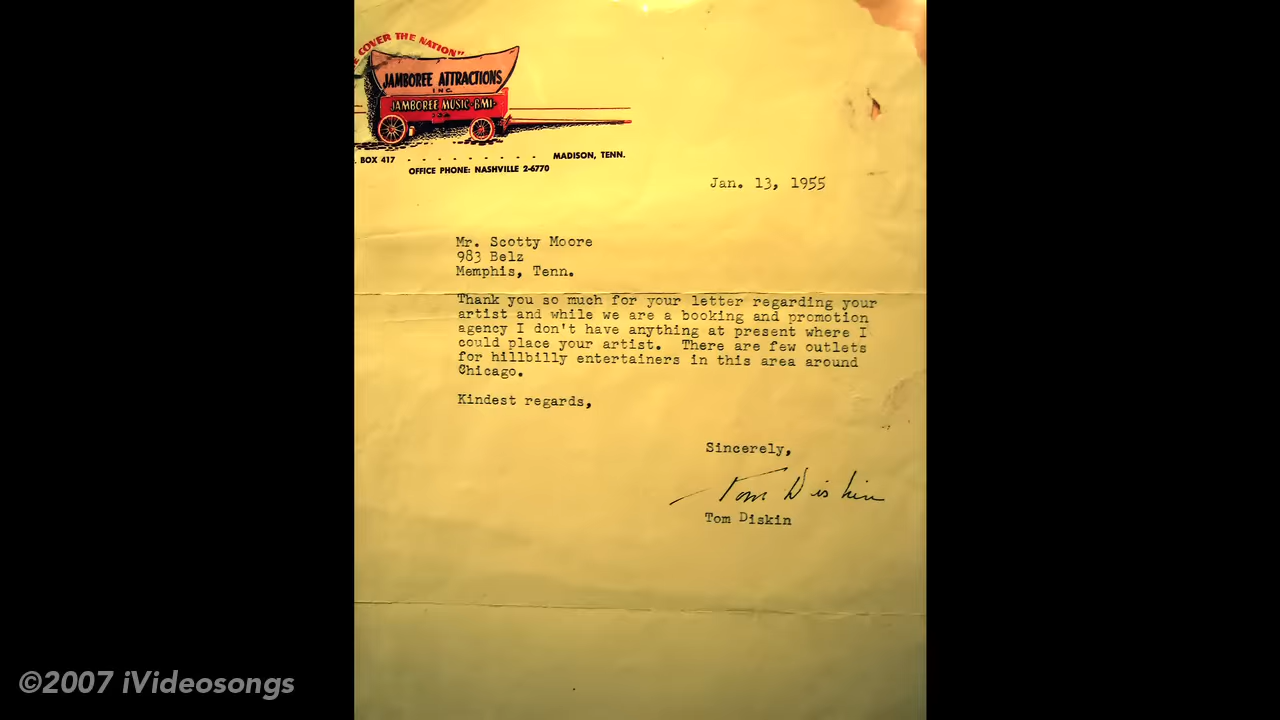 COVER THE NATION"
JAMBOREE ATTRACTIONS
INC.
JAMBOREE MUSIC-BMI-
. BOX 417 - - - - - - - - - MADISON, TENN.
OFFICE PHONE: NASHVILLE 2-6770
Jan. 13, 1955
Mr. Scotty Moore
983 Belz
Memphis, Tenn.
Thank you so much for your letter regarding your
artist and while we are a booking and promotion
agency I don't have anything at present where I
could place your artist. There are few outlets
for hillbilly entertainers in this area around
Chicago.
Kindest regards,
Sincerely,
Tom Diskin
Tom Diskin
©2007 iVideosongs